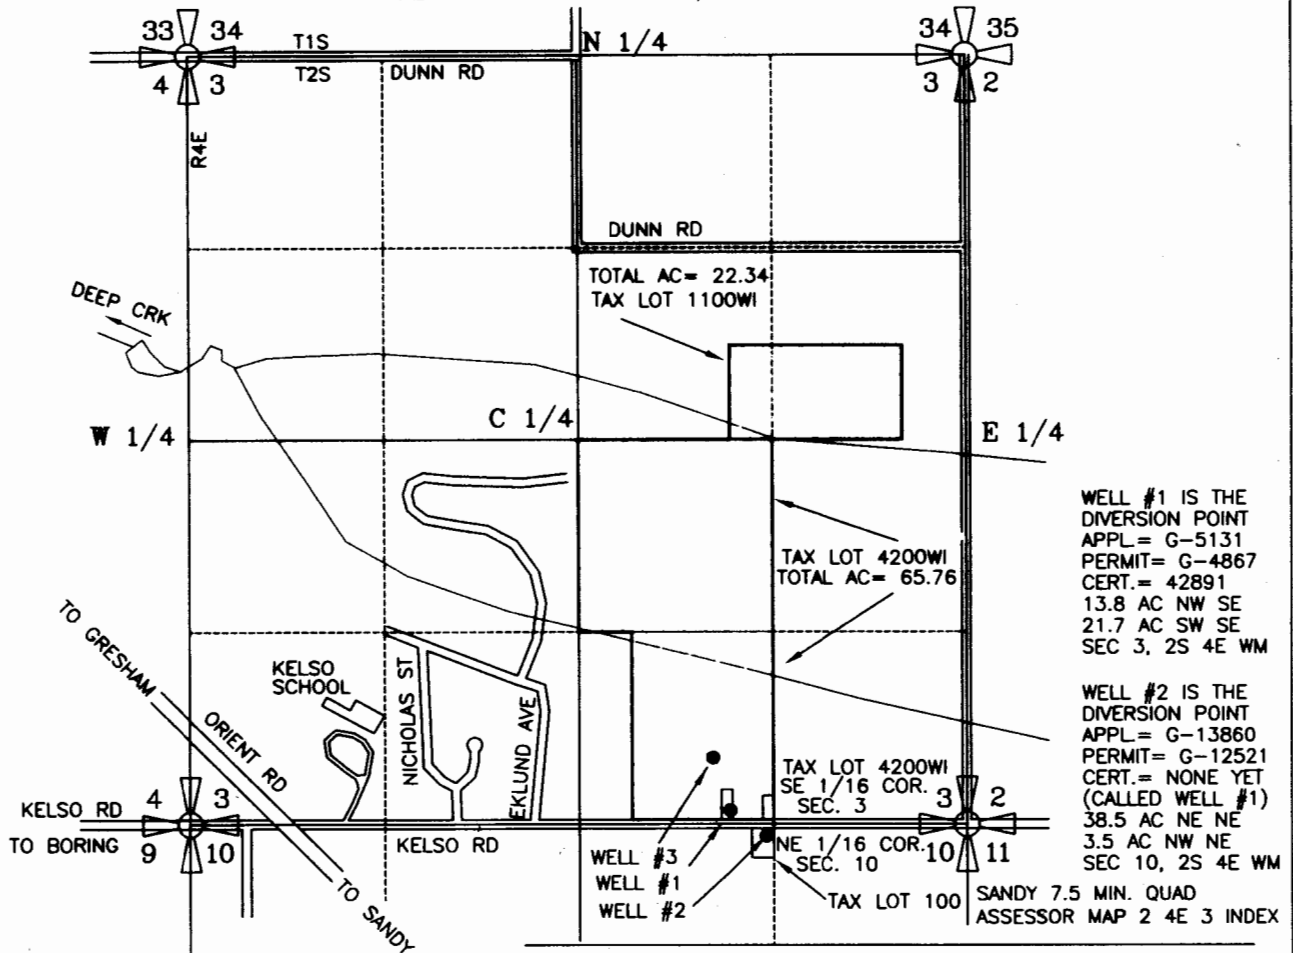 33 34
T1S
N 1/4
34 35
T2S
DUNN RD
4 3
3 2
R4E
DUNN RD
TOTAL AC= 22.34
TAX LOT 1100WI
DEEP CRK
W 1/4
C 1/4
E 1/4
WELL #1 IS THE
DIVERSION POINT
APPL= G-5131
PERMIT= G-4867
CERT.= 42891
13.8 AC NW SE
21.7 AC SW SE
SEC 3, 2S 4E WM
TAX LOT 4200WI
TOTAL AC= 65.76
TO GRESHAM
ORIENT RD
TO SANDY
KELSO
SCHOOL
NICHOLAS ST
EKLUND AVE
WELL #2 IS THE
DIVERSION POINT
APPL= G-13860
PERMIT= G-12521
CERT.= NONE YET
(CALLED WELL #1)
38.5 AC NE NE
3.5 AC NW NE
SEC 10, 2S 4E WM
TAX LOT 4200WI
SE 1/16 COR.
SEC. 3
KELSO RD
4 3
3 2
TO BORING
9 10
KELSO RD
NE 1/16 COR.
SEC. 10
10 11
WELL #3
WELL #1
WELL #2
TAX LOT 100
SANDY 7.5 MIN. QUAD
ASSESSOR MAP 2 4E 3 INDEX